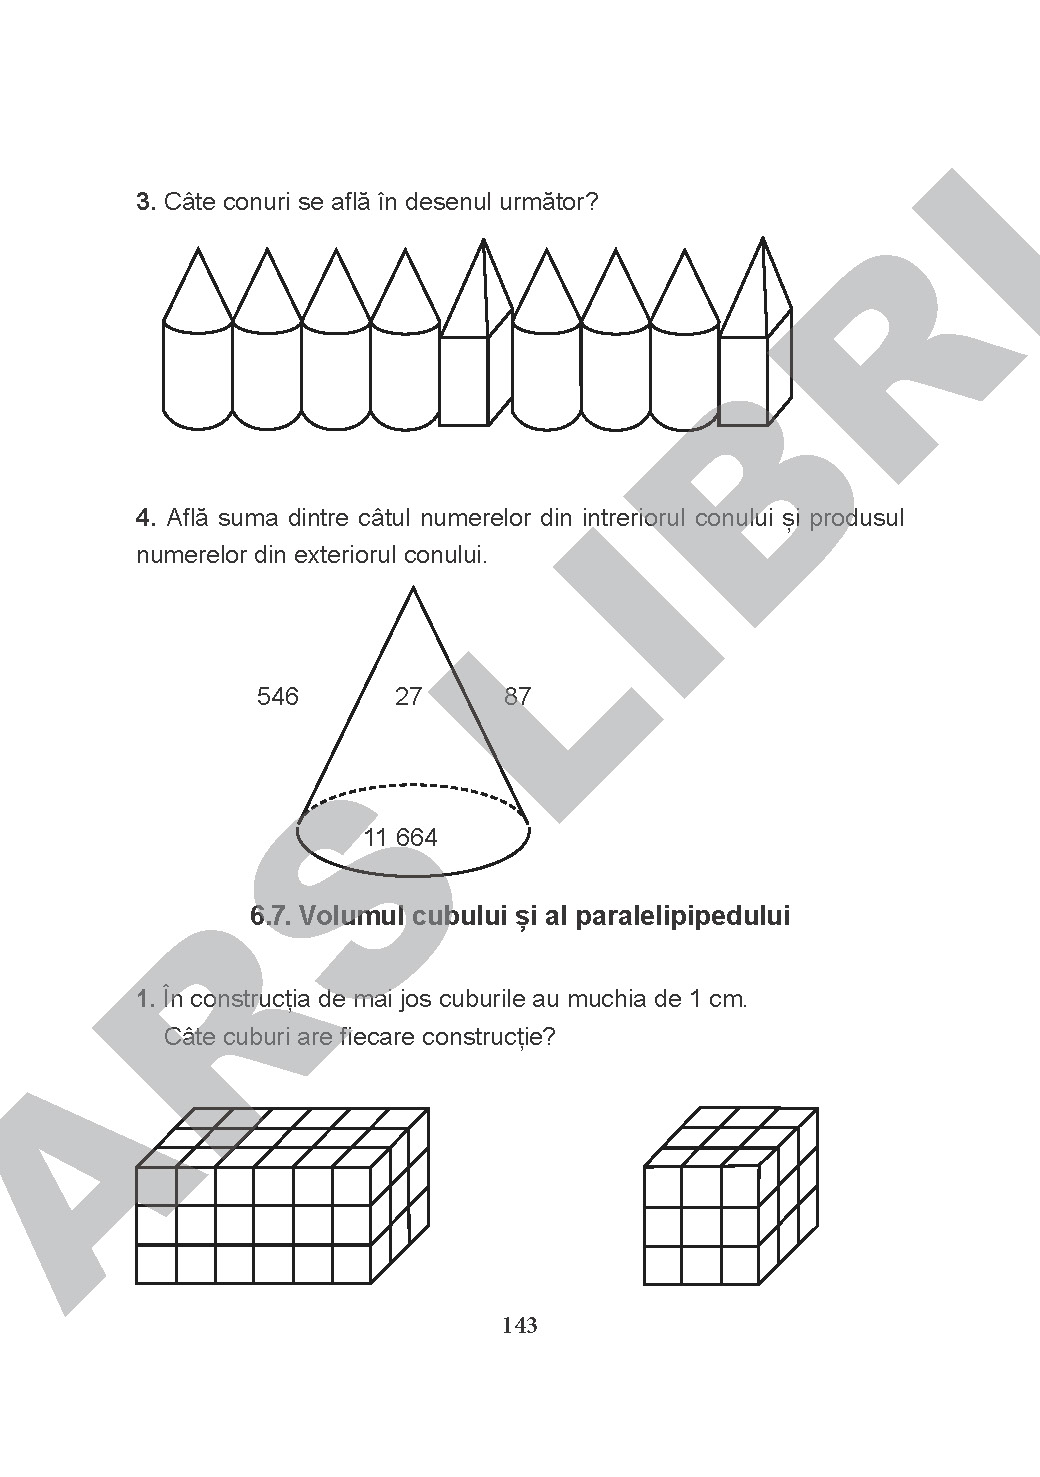 3. Câte conuri se află în desenul următor?
4. Află suma dintre câtul numerelor din intreriorul conului și produsul
numerelor din exteriorul conului.
546 27 87
11 664
6.7. Volumul cubului și al paralelipipedului
1. În construcția de mai jos cuburile au muchia de 1 cm.
Câte cuburi are fiecare construcție?
143
ARS LIBRI